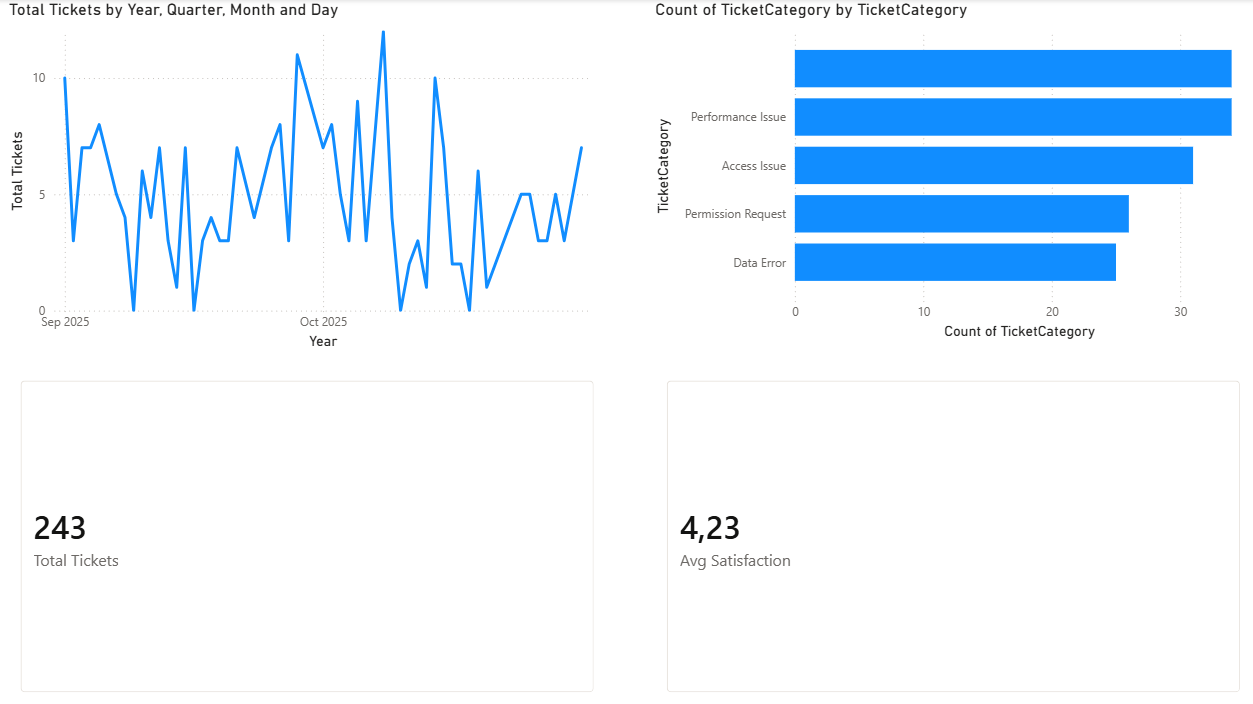 Total Tickets by Year, Quarter, Month and Day
Total Tickets
10
5
0
Sep 2025
Oct 2025
Year
Count of TicketCategory by TicketCategory
TicketCategory
Performance Issue
Access Issue
Permission Request
Data Error
0
10
20
30
Count of TicketCategory
243
Total Tickets
4,23
Avg Satisfaction